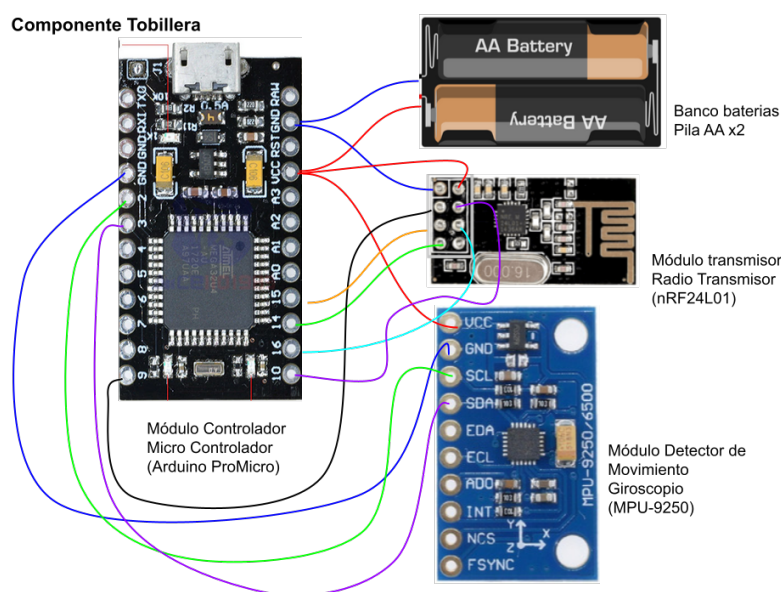 Componente Tobillera
J1
TXO
RXI
GND
GND
2
3
4
5
6
7
8
9
RAW
GND
RST
VCC
A3
A2
A1
A0
15
14
16
10
AA Battery
AA Battery
Banco baterias
Pila AA x2
16.000
Módulo transmisor
Radio Transmisor
(nRF24L01)
Módulo Controlador
Micro Controlador
(Arduino ProMicro)
VCC
GND
SCL
SDA
EDA
ECL
ADO
INT
NCS
FSYNC
MPU-9250/6500
Y
X
Z
Módulo Detector de
Movimiento
Giroscopio
(MPU-9250)